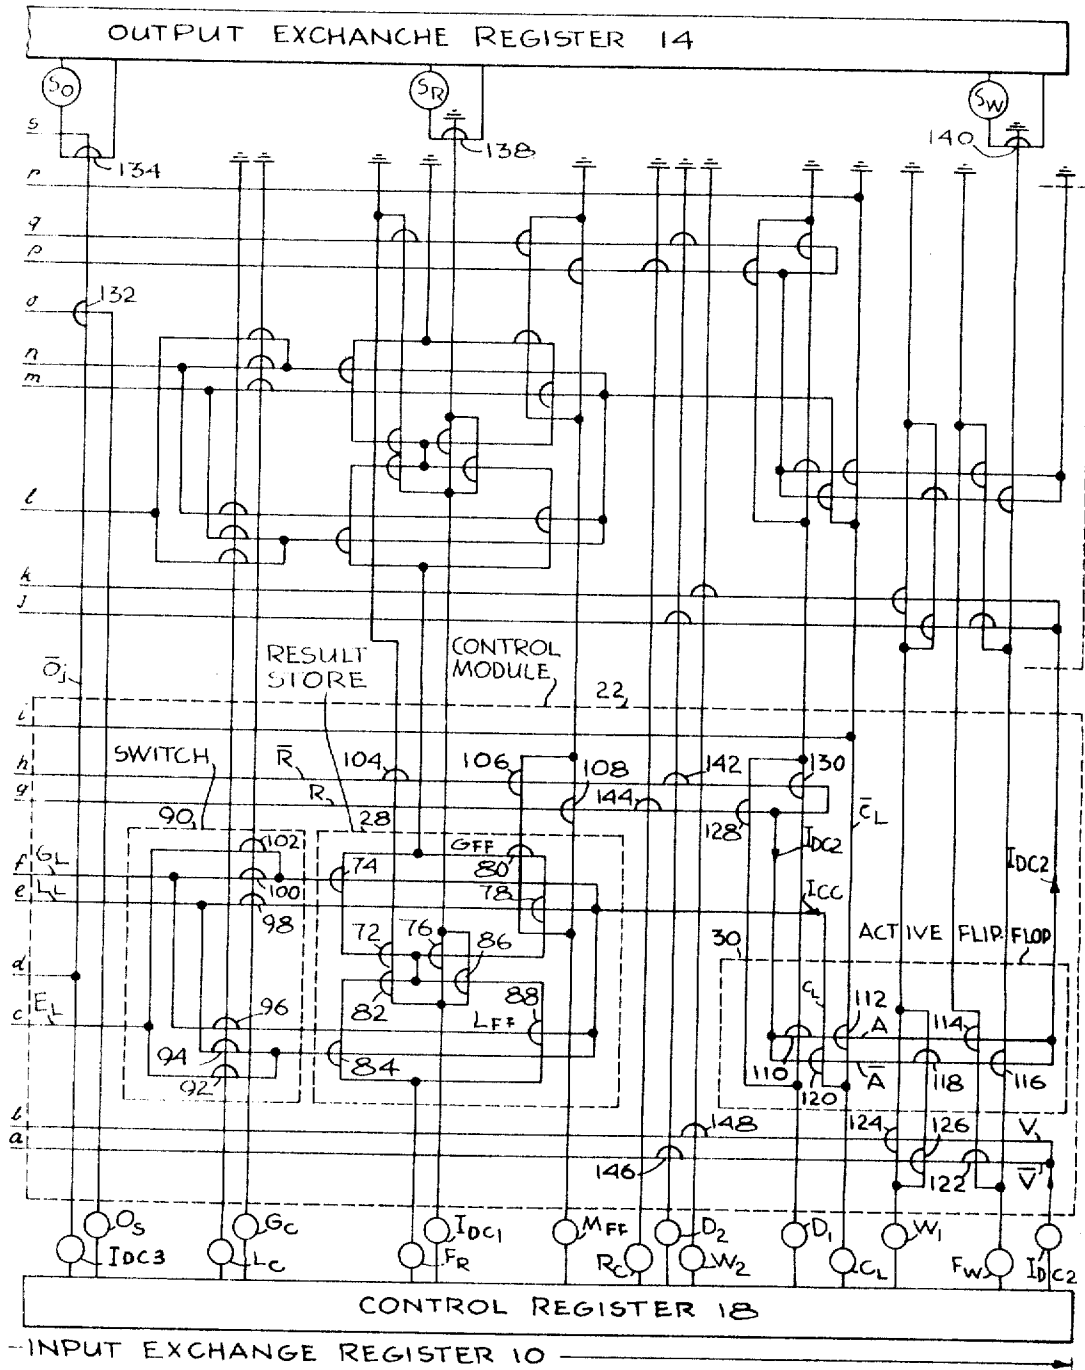 OUTPUT EXCHANCHE REGISTER 14
SO SR SW
s 134 138 140
r
q
p
o 132
n
m
l
k
j
CONTROL
MODULE
RESULT
STORE
Ōj 22
i
SWITCH
h R̄ 104 106 108 142 130
g R 144 128 C̄L
90 28 GFF IDC2 IDC2
102 80
f GL 74
100 78 ICC
e LL 98
72 76 86 30 ACTIVE FLIP FLOP
d
82 88 CL 112 114
c EL 96 LFF A
94 84 110 Ā 118 116
92 120
b 148 124 126 V
a 146 122 V̄
OS GC IDC1 MFF D2 D1 W1
IDC3 LC FR RC W2 CL FW IDC2
CONTROL REGISTER 18
INPUT EXCHANGE REGISTER 10